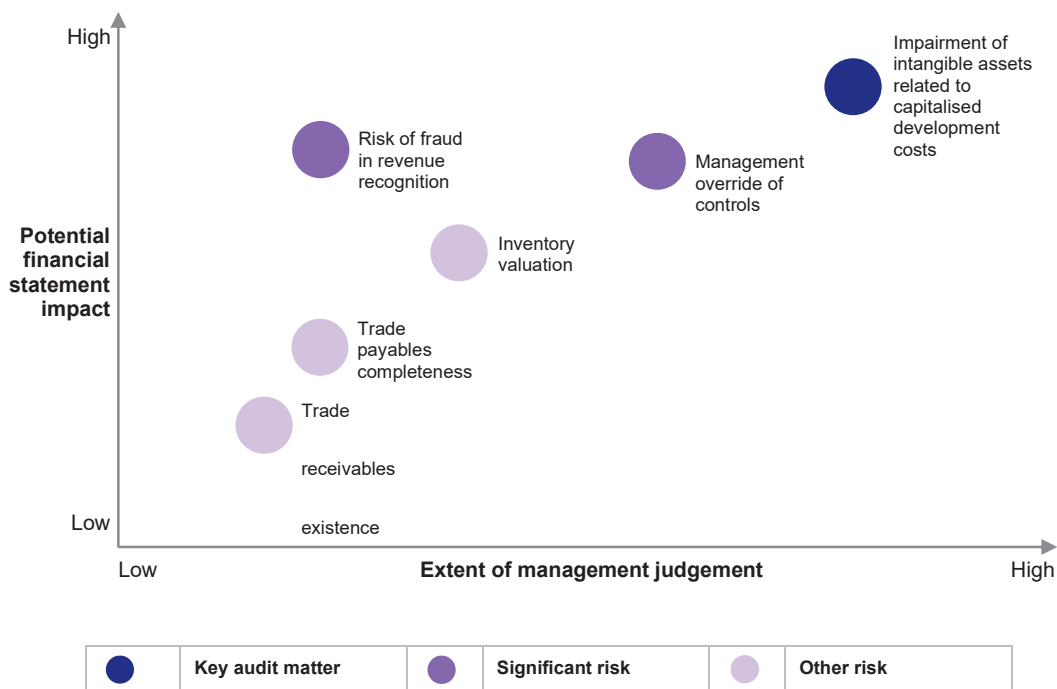 High
Impairment of
intangible assets
related to
capitalised
development
costs
Risk of fraud
in revenue
recognition
Management
override of
controls
Potential
financial
statement
impact
Inventory
valuation
Trade
payables
completeness
Trade
receivables
existence
Low
Low
Extent of management judgement
High
Key audit matter
Significant risk
Other risk